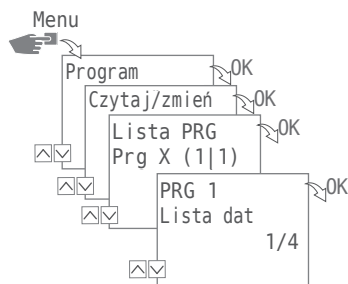 Menu
Program
OK
Czytaj/zmień
OK
Lista PRG
OK
Prg X (1|1)
PRG 1
OK
Lista dat
1/4